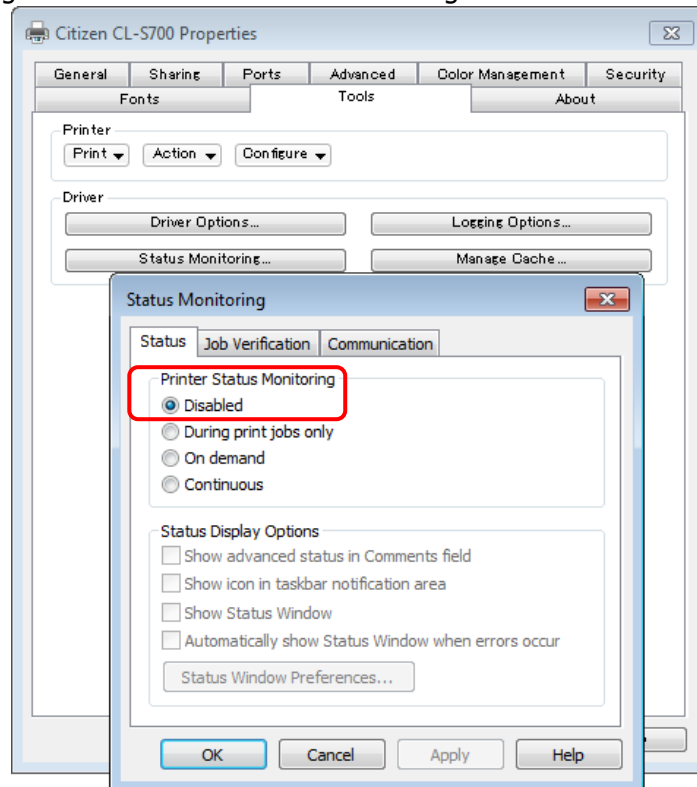 Citizen CL-S700 Properties
General Sharing Ports Advanced Color Management Security
Fonts Tools About
Printer
Print Action Configure
Driver
Driver Options... Logging Options...
Status Monitoring... Manage Cache...
Status Monitoring
Status Job Verification Communication
Printer Status Monitoring
Disabled
During print jobs only
On demand
Continuous
Status Display Options
Show advanced status in Comments field
Show icon in taskbar notification area
Show Status Window
Automatically show Status Window when errors occur
Status Window Preferences...
OK Cancel Apply Help